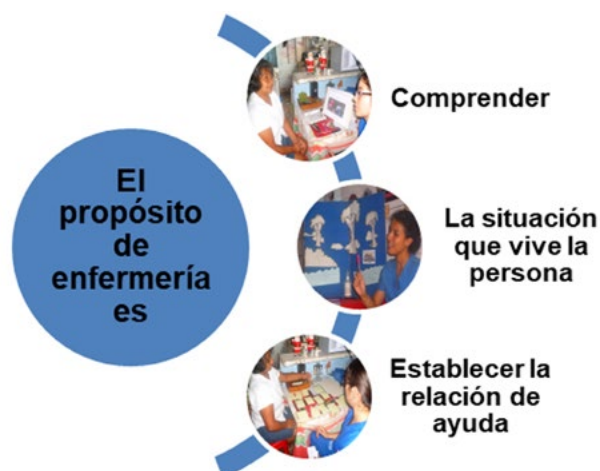 El
propósito
de
enfermería
es
Comprender
La situación
que vive la
persona
Establecer la
relación de
ayuda